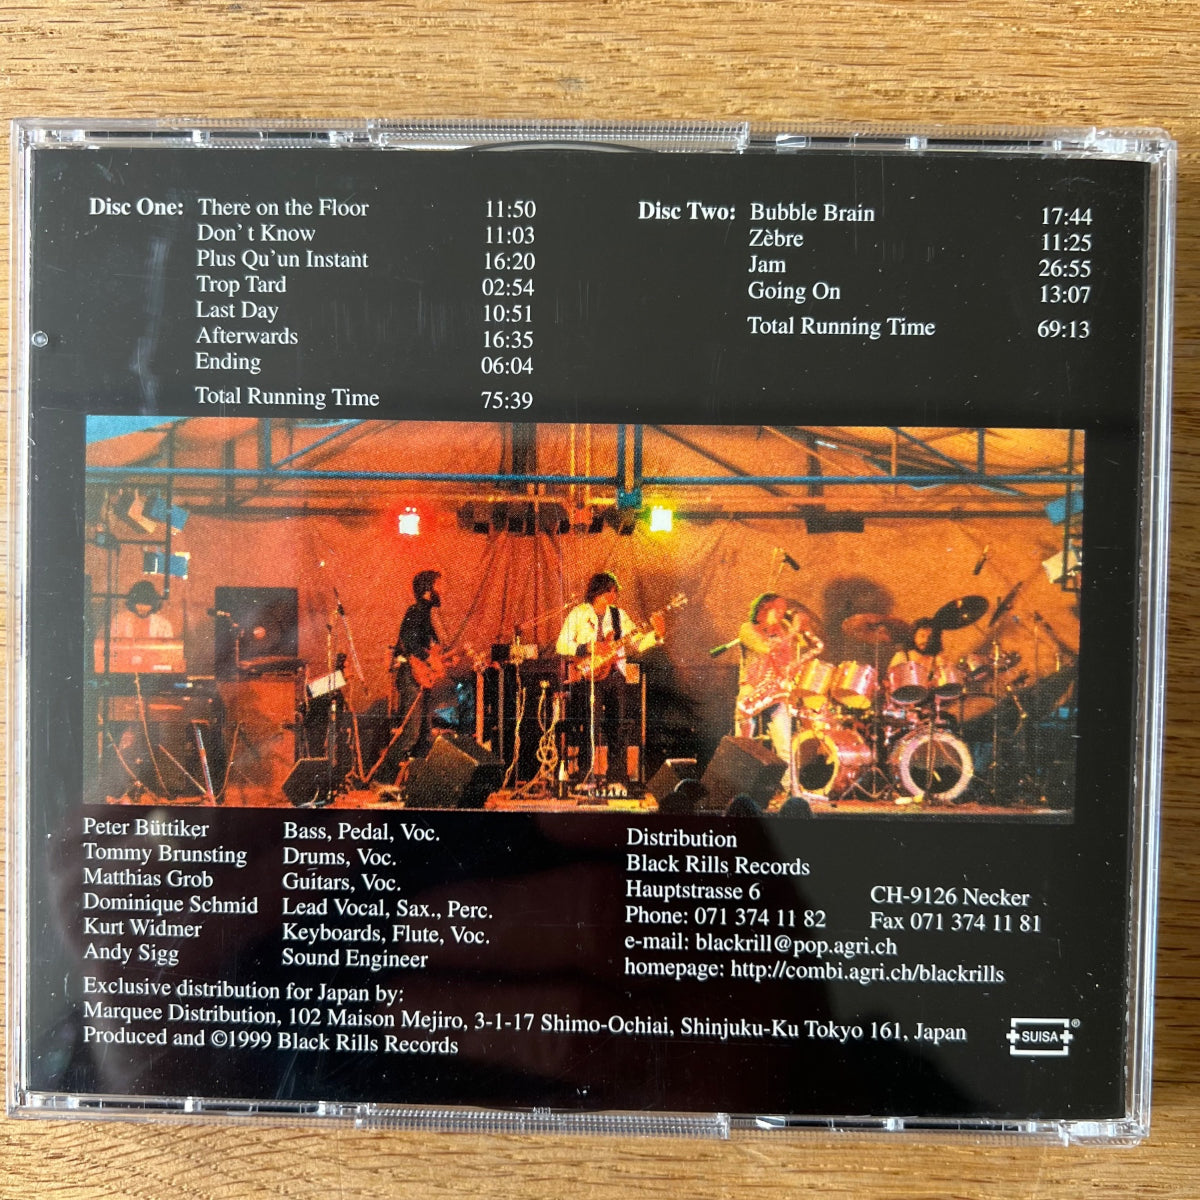 Disc One: There on the Floor 11:50
Don't Know 11:03
Plus Qu'un Instant 16:20
Trop Tard 02:54
Last Day 10:51
Afterwards 16:35
Ending 06:04
Total Running Time 75:39
Disc Two: Bubble Brain 17:44
Zèbre 11:25
Jam 26:55
Going On 13:07
Total Running Time 69:13
Peter Büttiker Bass, Pedal, Voc.
Tommy Brunsting Drums, Voc.
Matthias Grob Guitars, Voc.
Dominique Schmid Lead Vocal, Sax., Perc.
Kurt Widmer Keyboards, Flute, Voc.
Andy Sigg Sound Engineer
Distribution
Black Rills Records
Hauptstrasse 6 CH-9126 Necker
Phone: 071 374 11 82 Fax 071 374 11 81
e-mail: blackrill@pop.agri.ch
homepage: http://combi.agri.ch/blackrills
Exclusive distribution for Japan by:
Marquee Distribution, 102 Maison Mejiro, 3-1-17 Shimo-Ochiai, Shinjuku-Ku Tokyo 161, Japan
Produced and ©1999 Black Rills Records
SUISA®